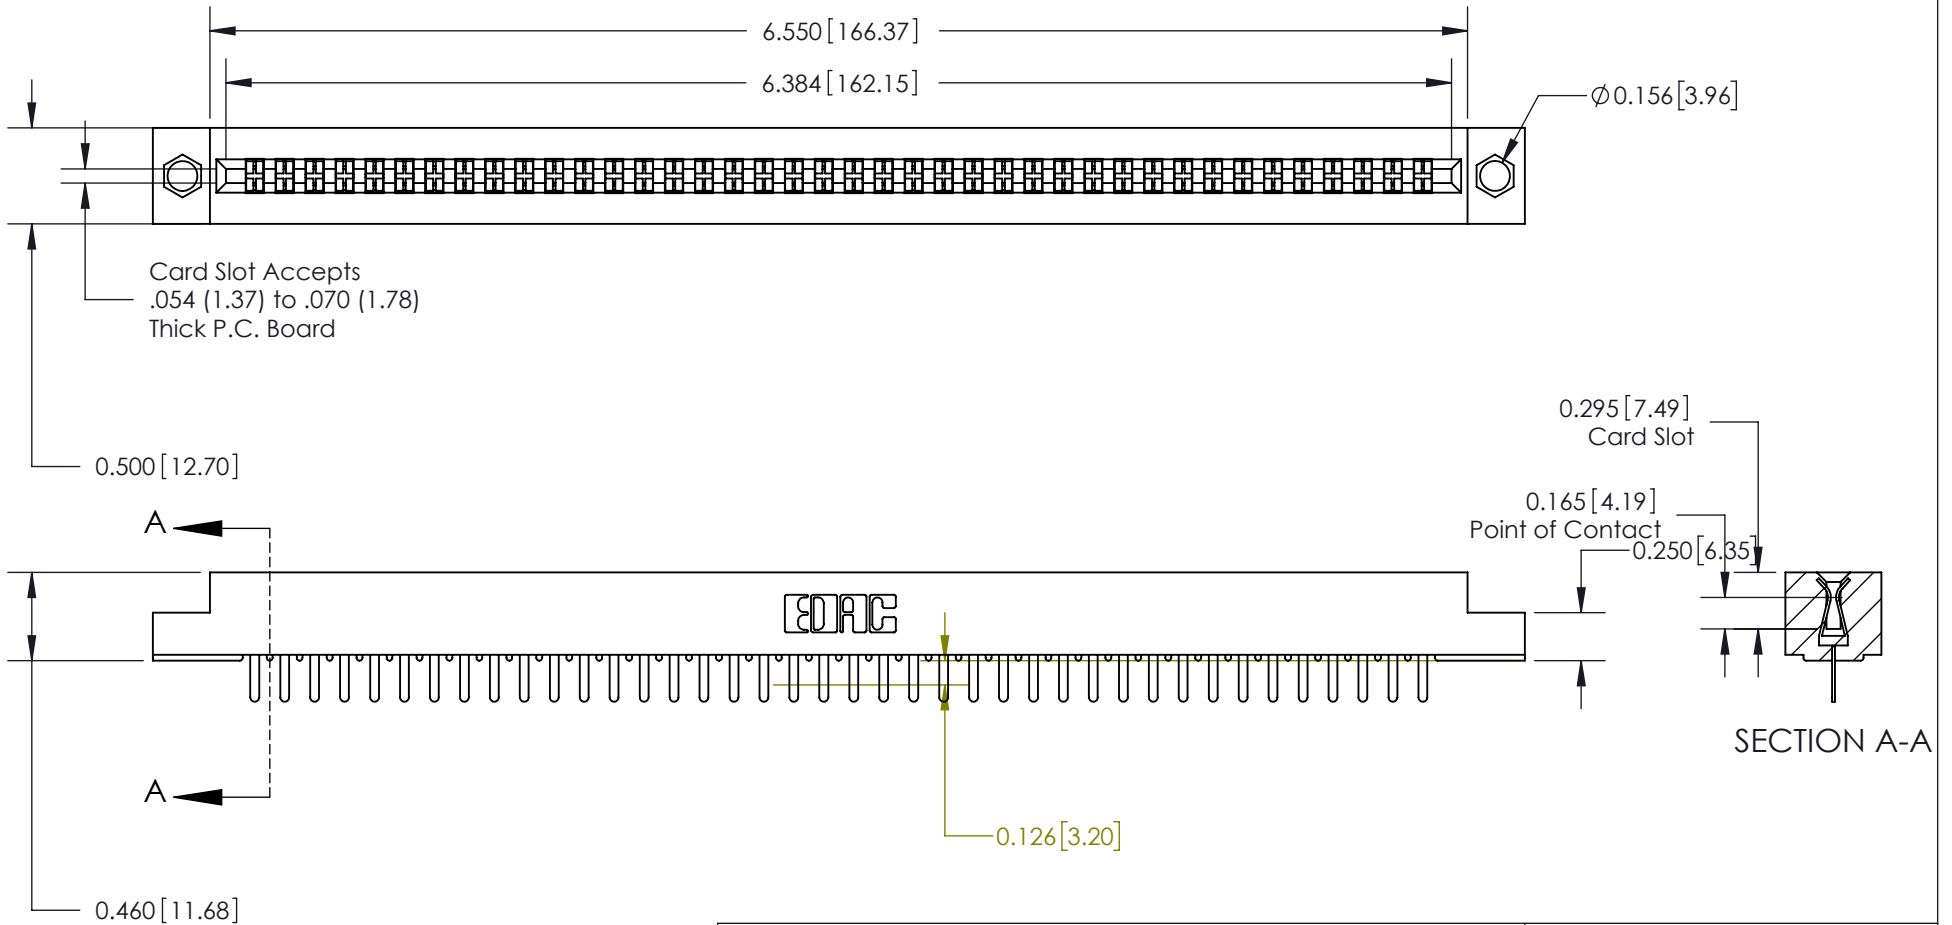 6.550[166.37]
6.384[162.15]
Ø0.156[3.96]
Card Slot Accepts
.054 (1.37) to .070 (1.78)
Thick P.C. Board
0.295[7.49]
Card Slot
0.500[12.70]
0.165[4.19]
Point of Contact
0.250[6.35]
A
EDAC
SECTION A-A
A
0.126[3.20]
0.460[11.68]